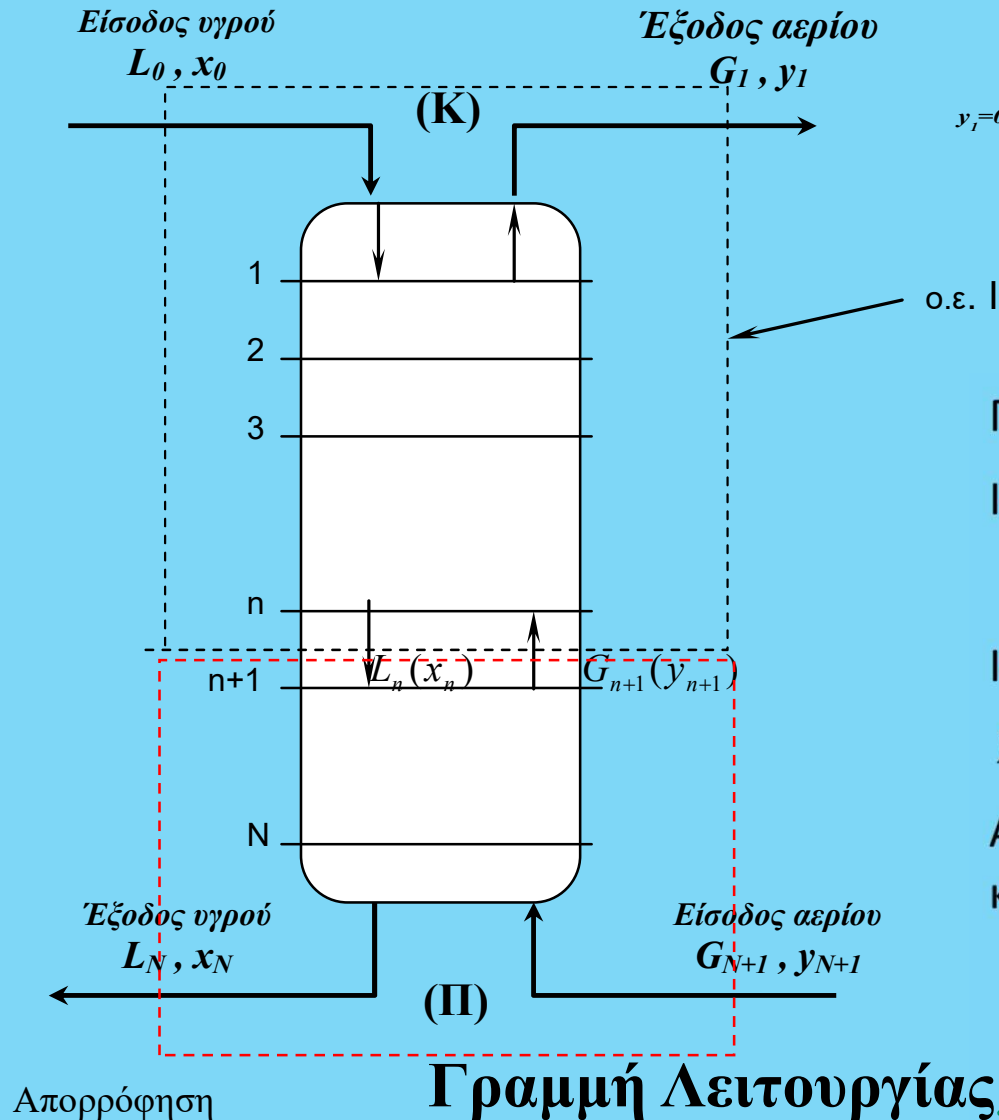 Είσοδος υγρού
L0 , x0
Έξοδος αερίου
G1 , y1
(Κ)
1
ο.ε.
2
3
n
n+1
Ln(xn)
Gn+1(yn+1)
N
Έξοδος υγρού
LN , xN
Είσοδος αερίου
GN+1 , yN+1
(Π)
Απορρόφηση
Γραμμή Λειτουργίας